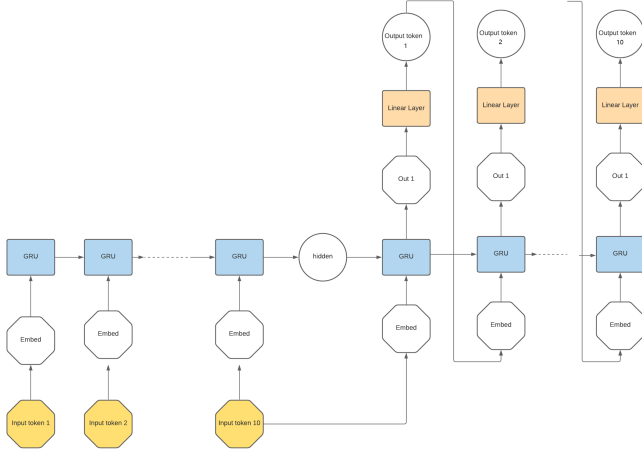 Output token
1
Output token
2
Output token
10
Linear Layer
Linear Layer
Linear Layer
Out 1
Out 1
Out 1
GRU
GRU
GRU
hidden
GRU
GRU
GRU
Embed
Embed
Embed
Embed
Embed
Embed
Input token 1
Input token 2
Input token 10